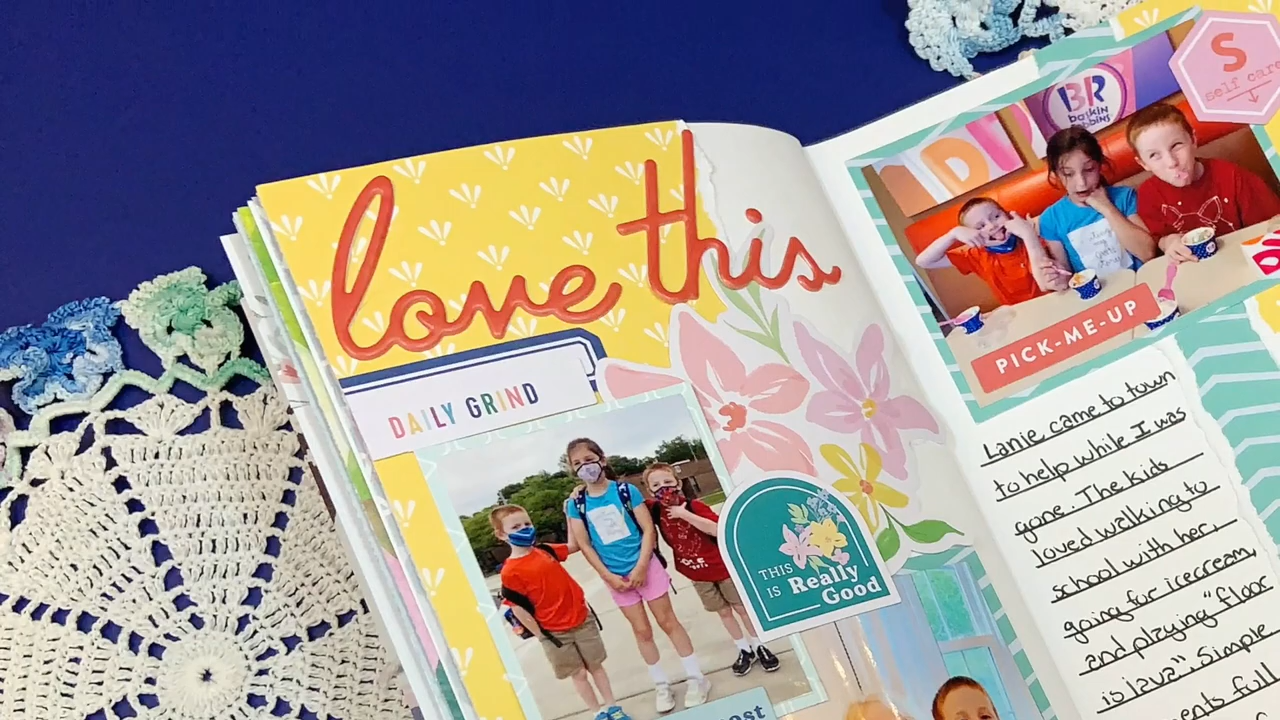 love this
DAILY GRIND
THIS
IS Really
Good
S
self care
BR
baskin
robbins
PICK-ME-UP
Lanie came to town
to help while I was
gone. The kids
loved walking to
school with her,
going for icecream,
and playing "floor
is lava". Simple